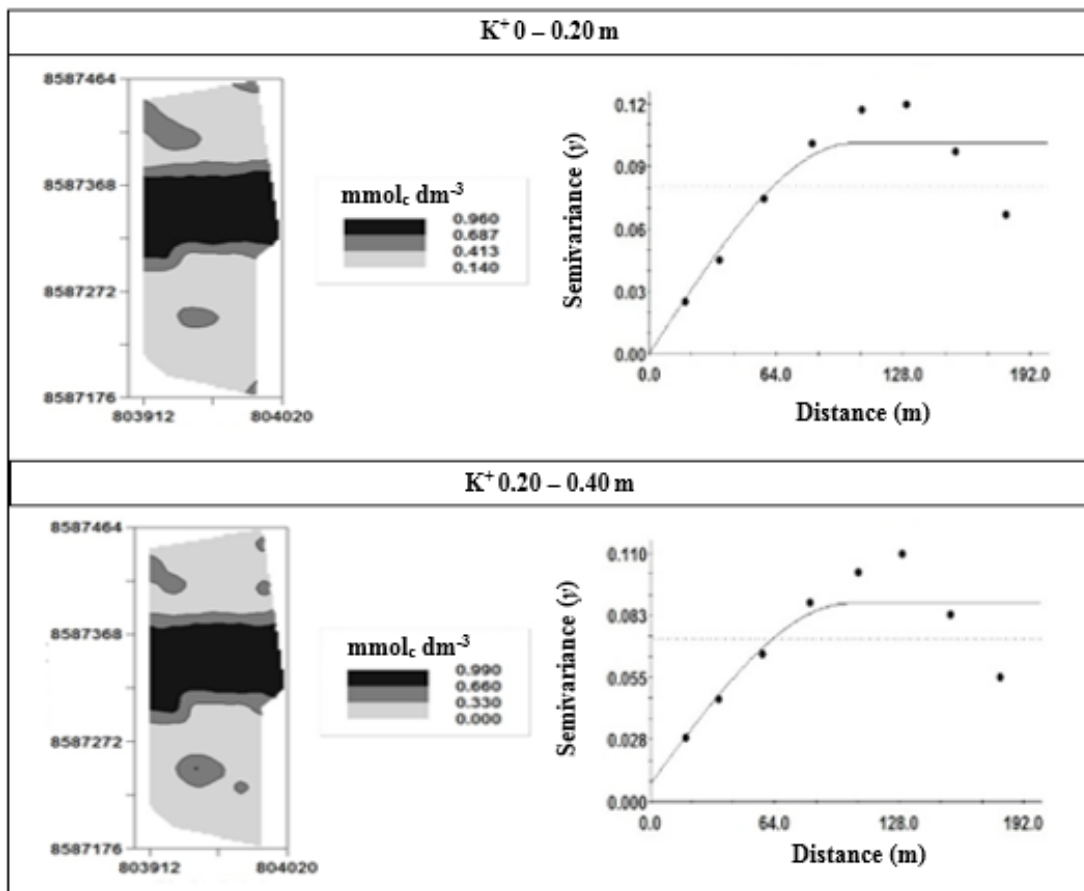 K⁺ 0 – 0.20 m
8587464
8587368
8587272
8587176
803912 804020
mmolc dm⁻³
0.960
0.687
0.413
0.140
Semivariance (y)
0.12
0.09
0.06
0.03
0.00
0.0 64.0 128.0 192.0
Distance (m)
K⁺ 0.20 – 0.40 m
8587464
8587368
8587272
8587176
803912 804020
mmolc dm⁻³
0.990
0.660
0.330
0.000
Semivariance (y)
0.110
0.083
0.055
0.028
0.000
0.0 64.0 128.0 192.0
Distance (m)